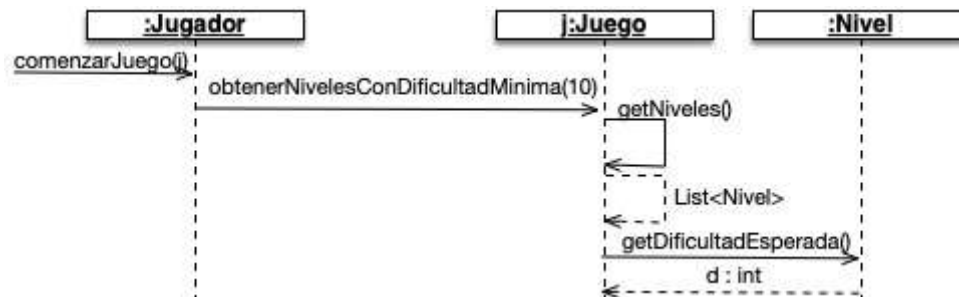 :Jugador
j:Juego
:Nivel
comenzarJuego(j)
obtenerNivelesConDificultadMinima(10)
getNiveles()
List<Nivel>
getDificultadEsperada()
d : int